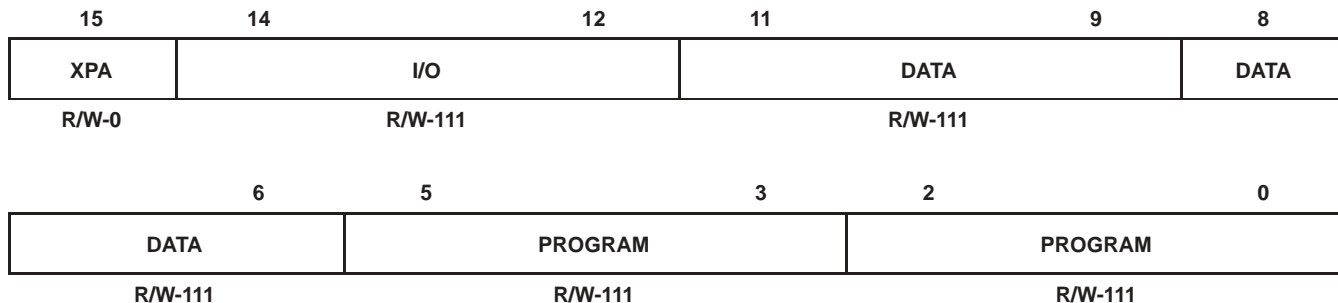 15 14 12 11 9 8
XPA I/O DATA DATA
R/W-0 R/W-111 R/W-111
6 5 3 2 0
DATA PROGRAM PROGRAM
R/W-111 R/W-111 R/W-111